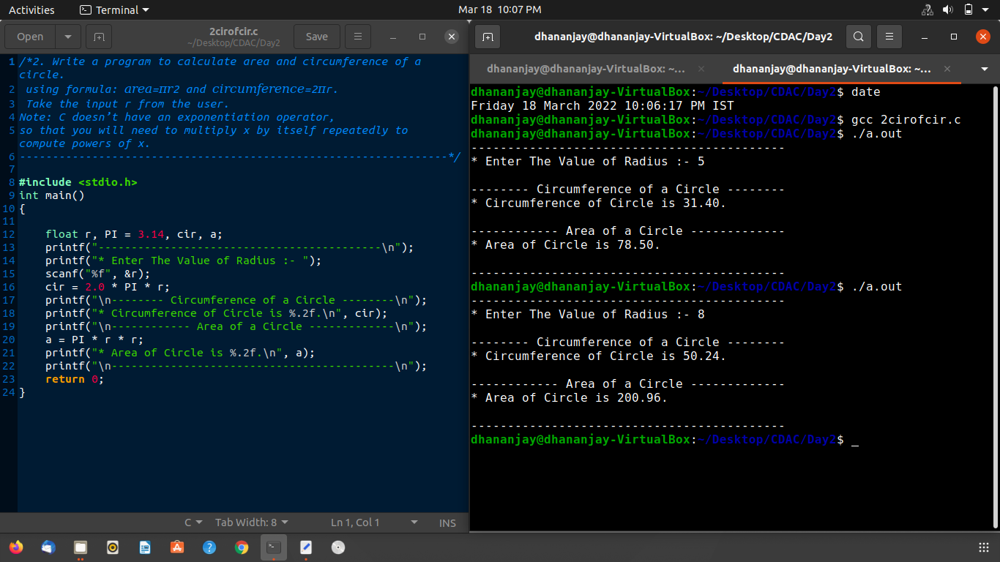 Activities
Terminal
Mar 18 10:07 PM
Open
2cirofcir.c
~/Desktop/CDAC/Day2
Save
1 /*2. Write a program to calculate area and circumference of a
circle.
2 using formula: 𝑎𝑟𝑒𝑎=𝜋r2 and 𝑐𝑖𝑟𝑐𝑢𝑚𝑓𝑒𝑟𝑒𝑛𝑐𝑒=2𝜋r.
3 Take the input r from the user.
4 Note: C doesn’t have an exponentiation operator,
5 so that you will need to multiply x by itself repeatedly to
compute powers of x.
6 -----------------------------------------------------------------*/
7
8 #include <stdio.h>
9 int main()
10 {
11
12     float r, PI = 3.14, cir, a;
13     printf("-------------------------------------------\n");
14     printf("* Enter The Value of Radius :- ");
15     scanf("%f", &r);
16     cir = 2.0 * PI * r;
17     printf("\n-------- Circumference of a Circle --------\n");
18     printf("* Circumference of Circle is %.2f.\n", cir);
19     printf("\n------------ Area of a Circle -------------\n");
20     a = PI * r * r;
21     printf("* Area of Circle is %.2f.\n", a);
22     printf("\n-------------------------------------------\n");
23     return 0;
24 }
C
Tab Width: 8
Ln 1, Col 1
INS
dhananjay@dhananjay-VirtualBox: ~/Desktop/CDAC/Day2
dhananjay@dhananjay-VirtualBox: ~...
dhananjay@dhananjay-VirtualBox: ~...
dhananjay@dhananjay-VirtualBox:~/Desktop/CDAC/Day2$ date
Friday 18 March 2022 10:06:17 PM IST
dhananjay@dhananjay-VirtualBox:~/Desktop/CDAC/Day2$ gcc 2cirofcir.c
dhananjay@dhananjay-VirtualBox:~/Desktop/CDAC/Day2$ ./a.out
-------------------------------------------
* Enter The Value of Radius :- 5

-------- Circumference of a Circle --------
* Circumference of Circle is 31.40.

------------ Area of a Circle -------------
* Area of Circle is 78.50.

-------------------------------------------
dhananjay@dhananjay-VirtualBox:~/Desktop/CDAC/Day2$ ./a.out
-------------------------------------------
* Enter The Value of Radius :- 8

-------- Circumference of a Circle --------
* Circumference of Circle is 50.24.

------------ Area of a Circle -------------
* Area of Circle is 200.96.

-------------------------------------------
dhananjay@dhananjay-VirtualBox:~/Desktop/CDAC/Day2$ _